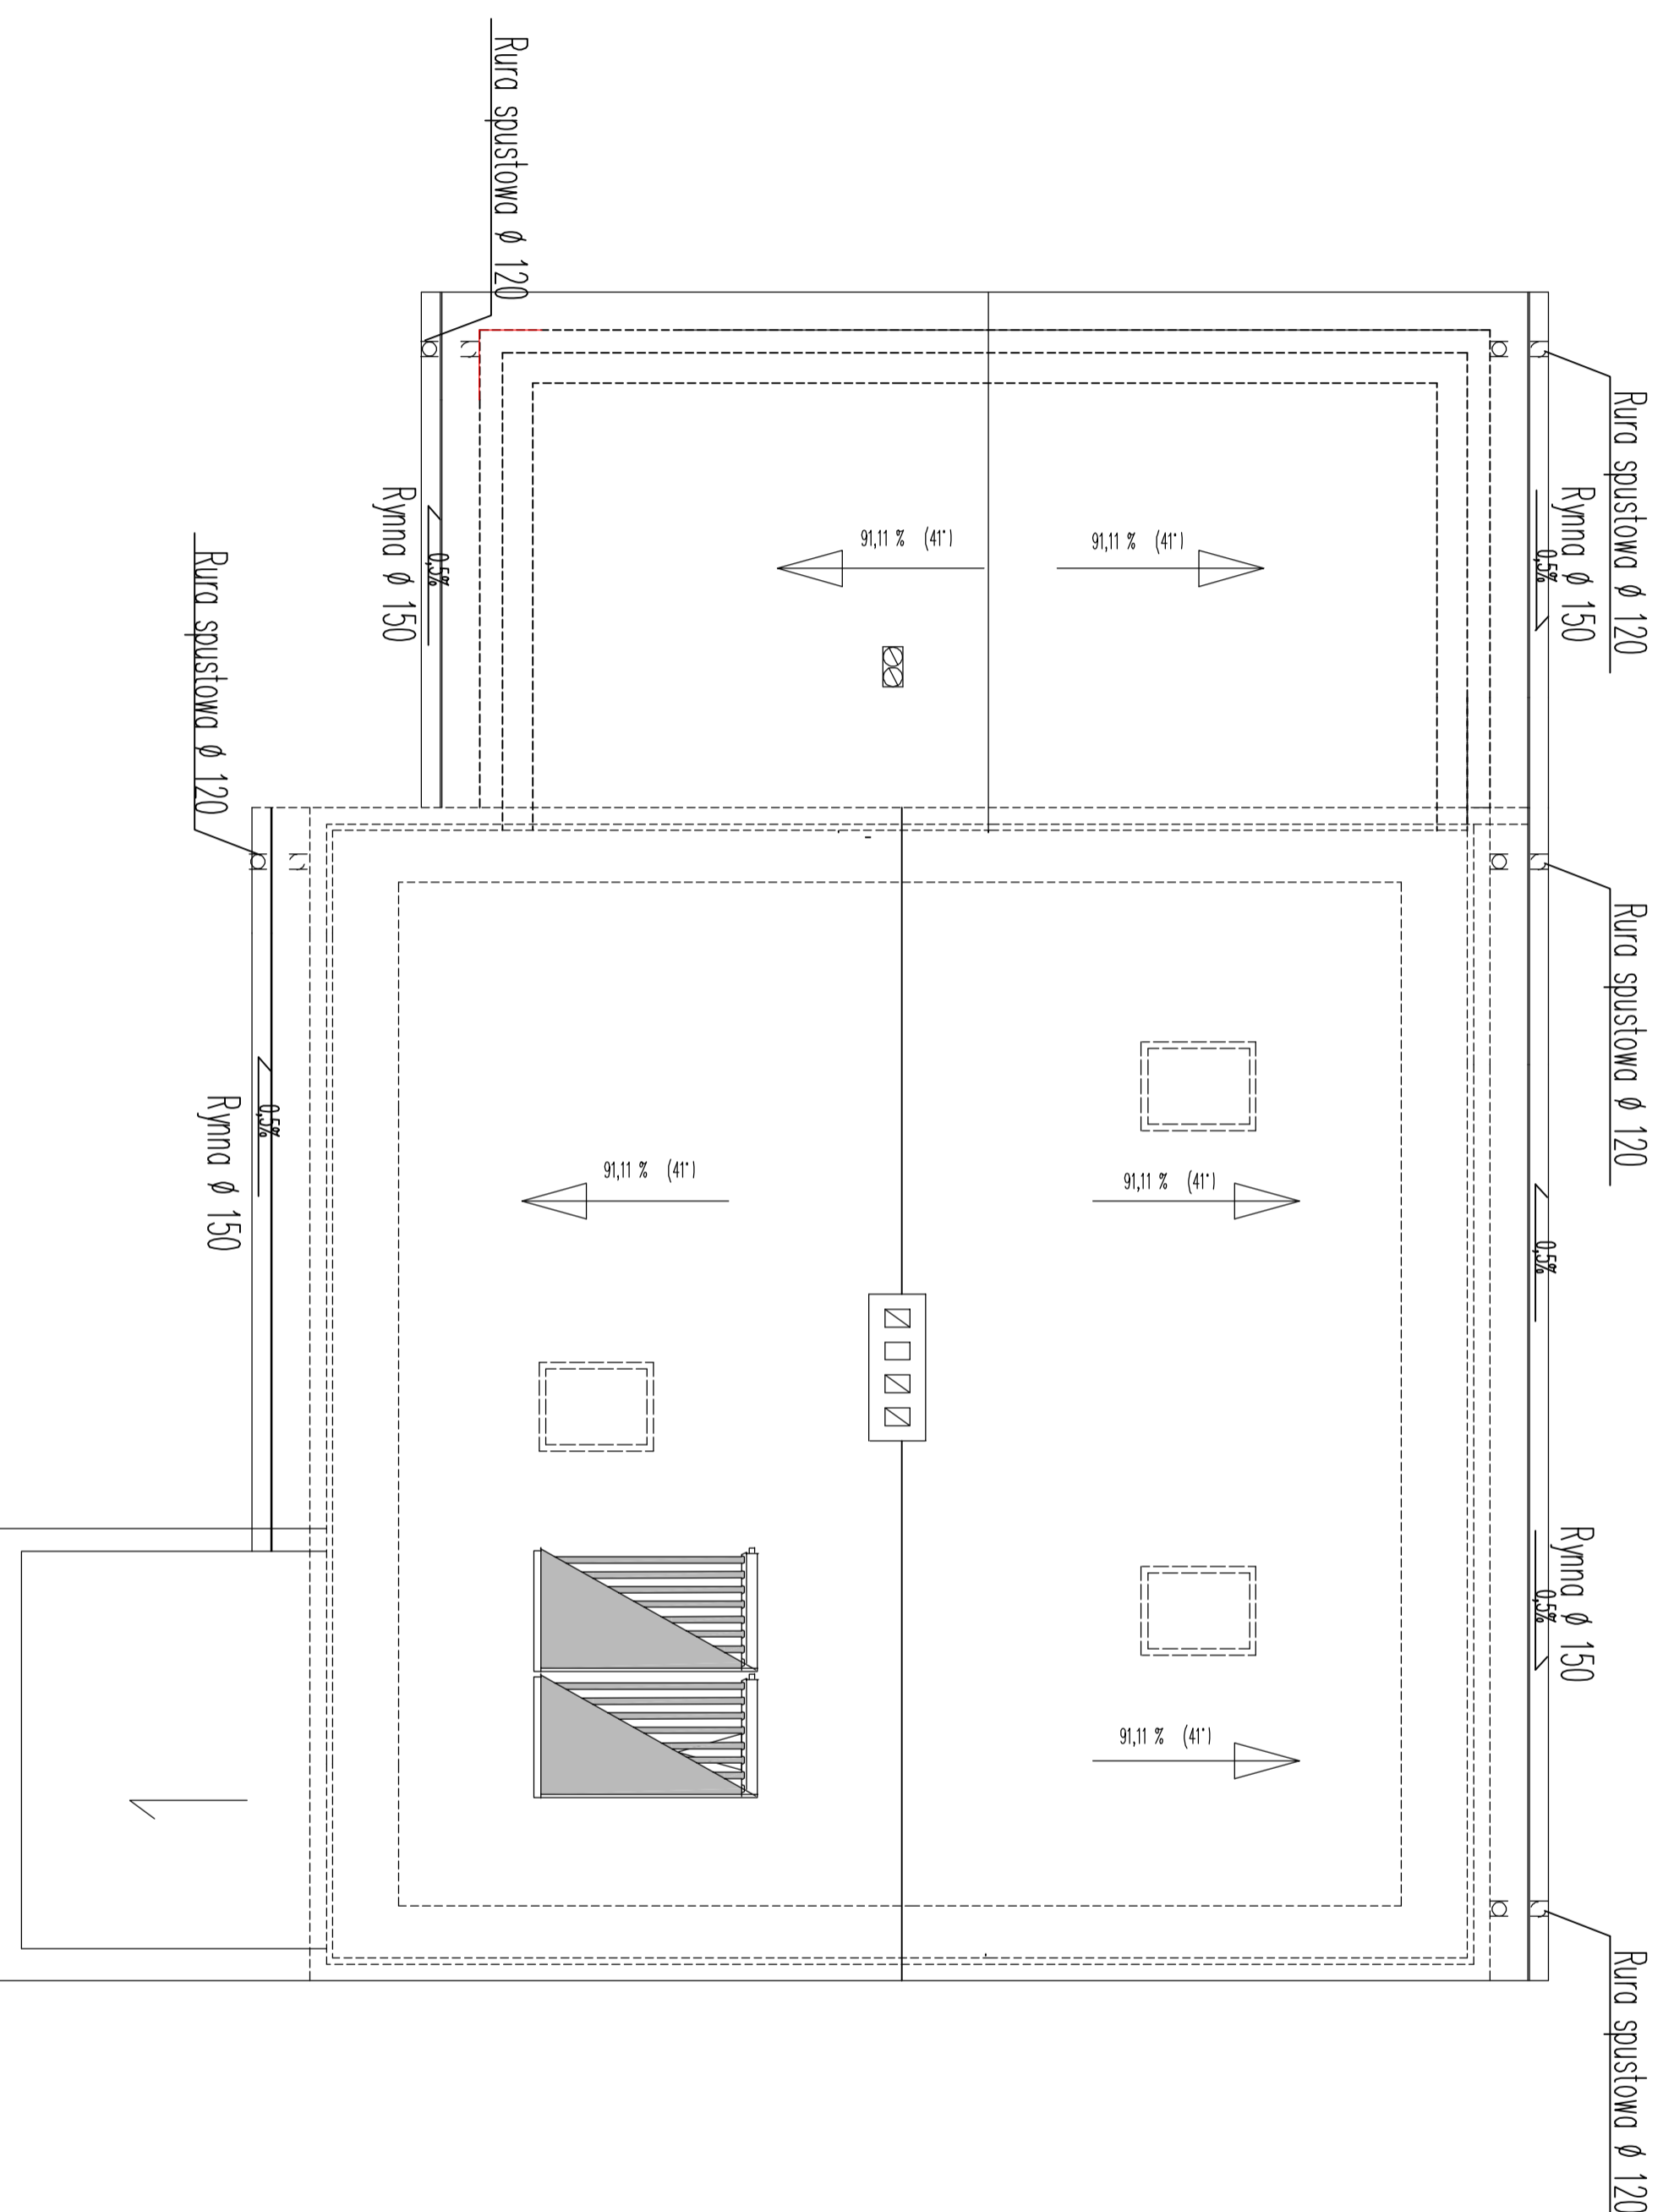 Rura spustowa ø 120
Rura spustowa ø 120
Rynna ø 150
0,5%
Rynna ø 150
0,5%
91,11 % (41°)
91,11 % (41°)
Rura spustowa ø 120
Rura spustowa ø 120
Rynna ø 150
0,5%
91,11 % (41°)
91,11 % (41°)
0,5%
Rynna ø 150
0,5%
91,11 % (41°)
Rura spustowa ø 120